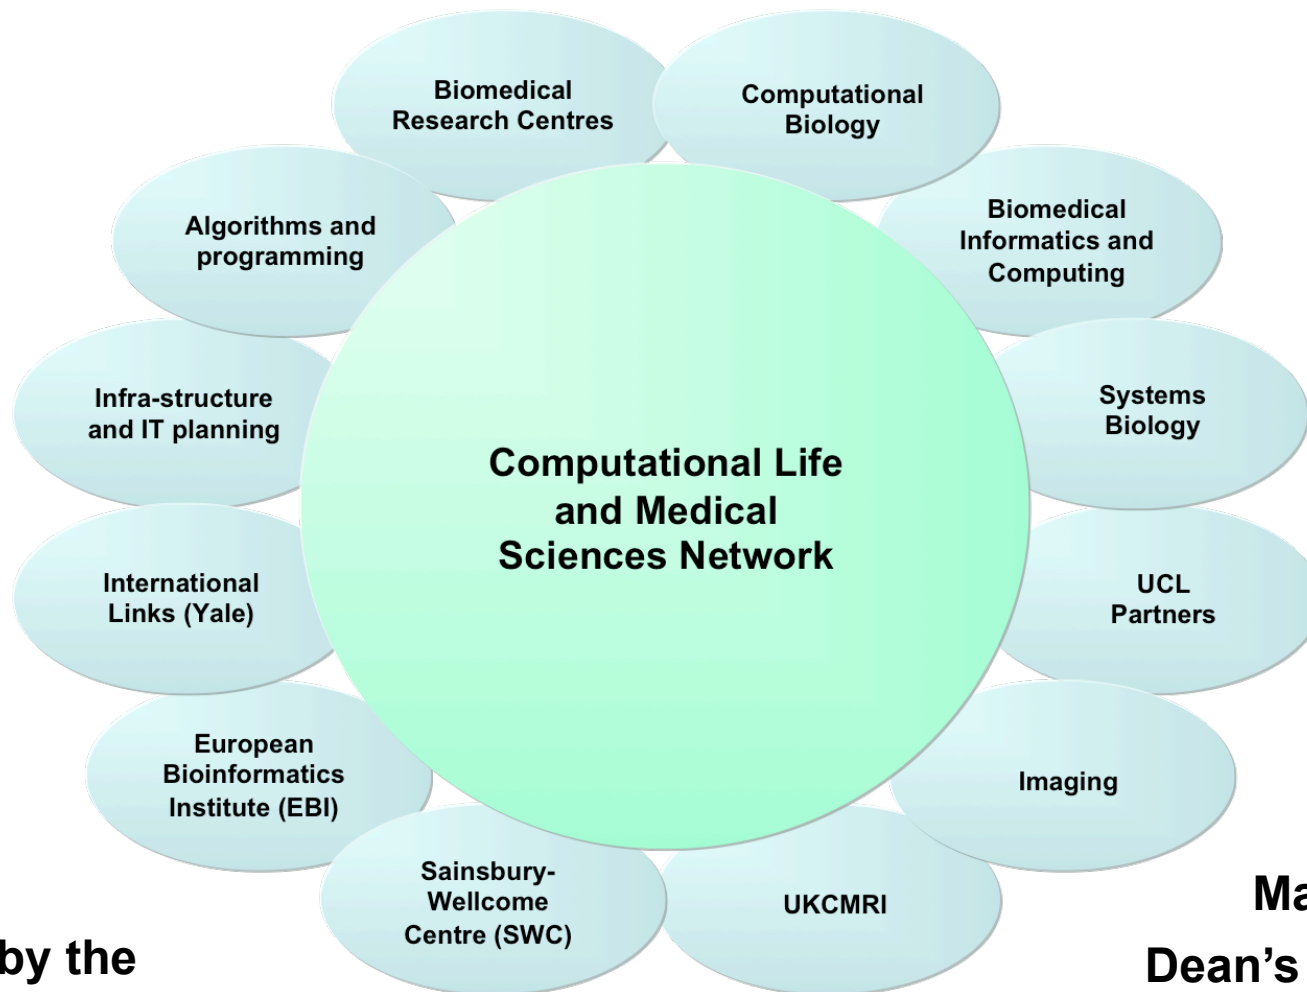 Biomedical
Research Centres
Computational
Biology
Algorithms and
programming
Biomedical
Informatics and
Computing
Infra-structure
and IT planning
Systems
Biology
Computational Life
and Medical
Sciences Network
International
Links (Yale)
UCL
Partners
European
Bioinformatics
Institute (EBI)
Imaging
Sainsbury-
Wellcome
Centre (SWC)
UKCMRI
by the
Ma
Dean’s